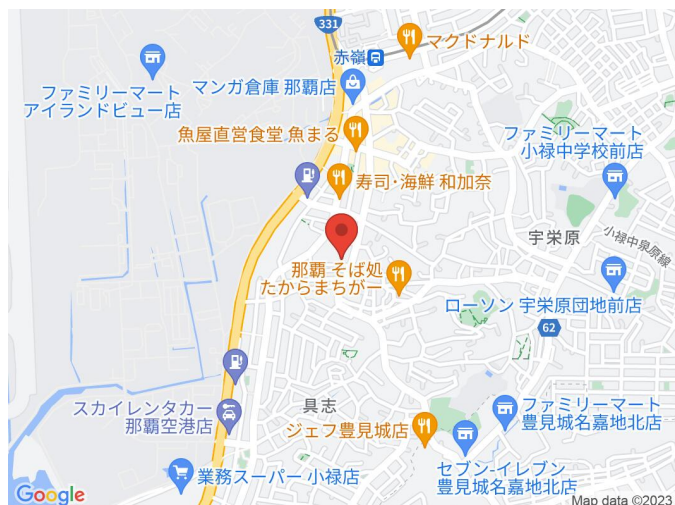 331
赤嶺
マクドナルド
ファミリーマート
アイランドビュー店
マンガ倉庫 那覇店
魚屋直営食堂 魚まる
ファミリーマート
小禄中学校前店
寿司・海鮮 和加奈
宇栄原
小禄中泉原線
那覇 そば処
たからまちがー
ローソン 宇栄原団地前店
62
具志
スカイレンタカー
那覇空港店
ジェフ豊見城店
ファミリーマート
豊見城名嘉地北店
業務スーパー 小禄店
セブン-イレブン
豊見城名嘉地北店
Google
Map data ©2023